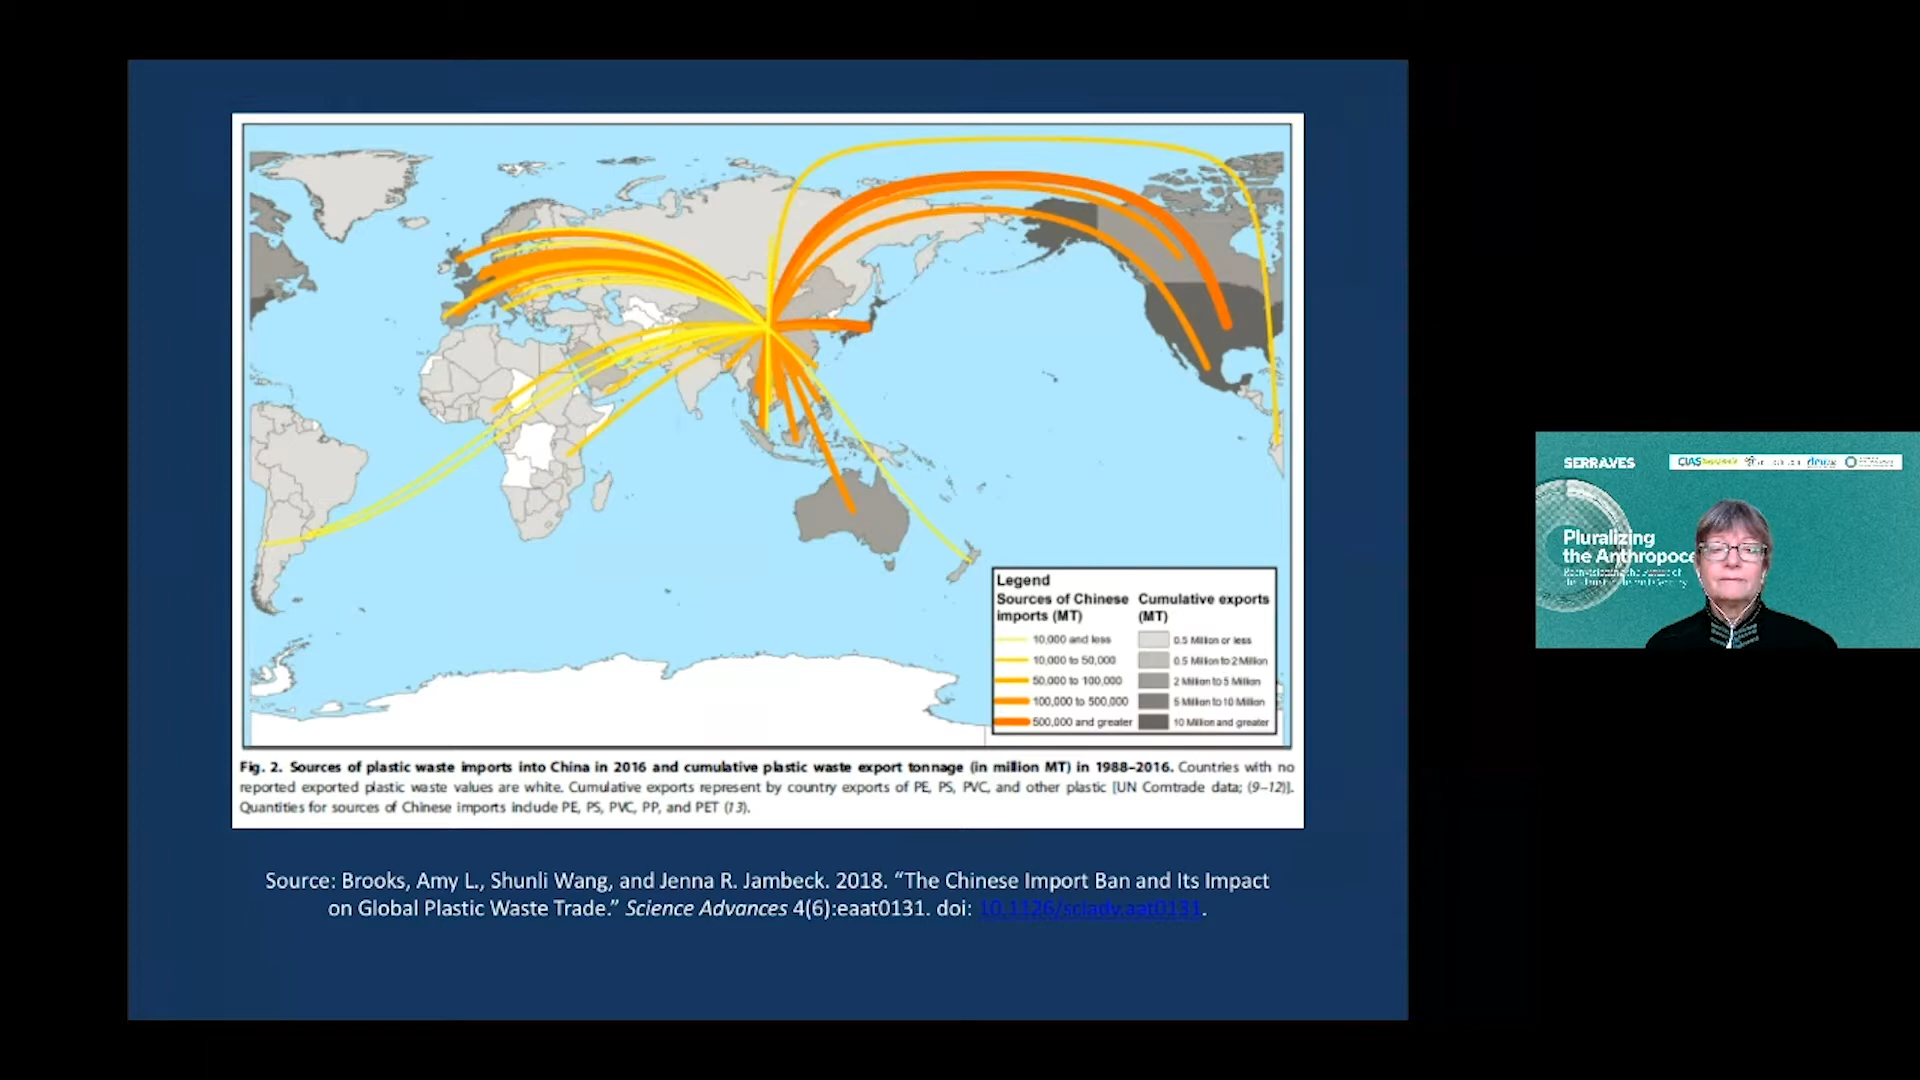 Legend
Sources of Chinese
imports (MT)
10,000 and less
10,000 to 50,000
50,000 to 100,000
100,000 to 500,000
500,000 and greater
Cumulative exports
(MT)
0.5 Million or less
0.5 Million to 2 Million
2 Million to 5 Million
5 Million to 10 Million
10 Million and greater
Fig. 2. Sources of plastic waste imports into China in 2016 and cumulative plastic waste export tonnage (in million MT) in 1988–2016. Countries with no
reported exported plastic waste values are white. Cumulative exports represent by country exports of PE, PS, PVC, and other plastic [UN Comtrade data; (9–12)].
Quantities for sources of Chinese imports include PE, PS, PVC, PP, and PET (13).
Source: Brooks, Amy L., Shunli Wang, and Jenna R. Jambeck. 2018. “The Chinese Import Ban and Its Impact
on Global Plastic Waste Trade.” Science Advances 4(6):eaat0131. doi: 10.1126/sciadv.aat0131.
SERRAVES
CIAS
Pluralizing
the Anthropoce